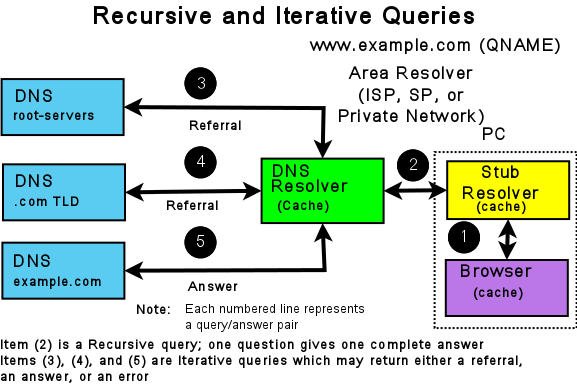 Recursive and Iterative Queries
www.example.com (QNAME)
Area Resolver
(ISP, SP, or
Private Network)
PC
DNS
root-servers
3
Referral
DNS
.com TLD
4
Referral
DNS
Resolver
(Cache)
2
Stub
Resolver
(cache)
1
Browser
(cache)
DNS
example.com
5
Answer
Note: Each numbered line represents
a query/answer pair
Item (2) is a Recursive query; one question gives one complete answer
Items (3), (4), and (5) are Iterative queries which may return either a referral,
an answer, or an error